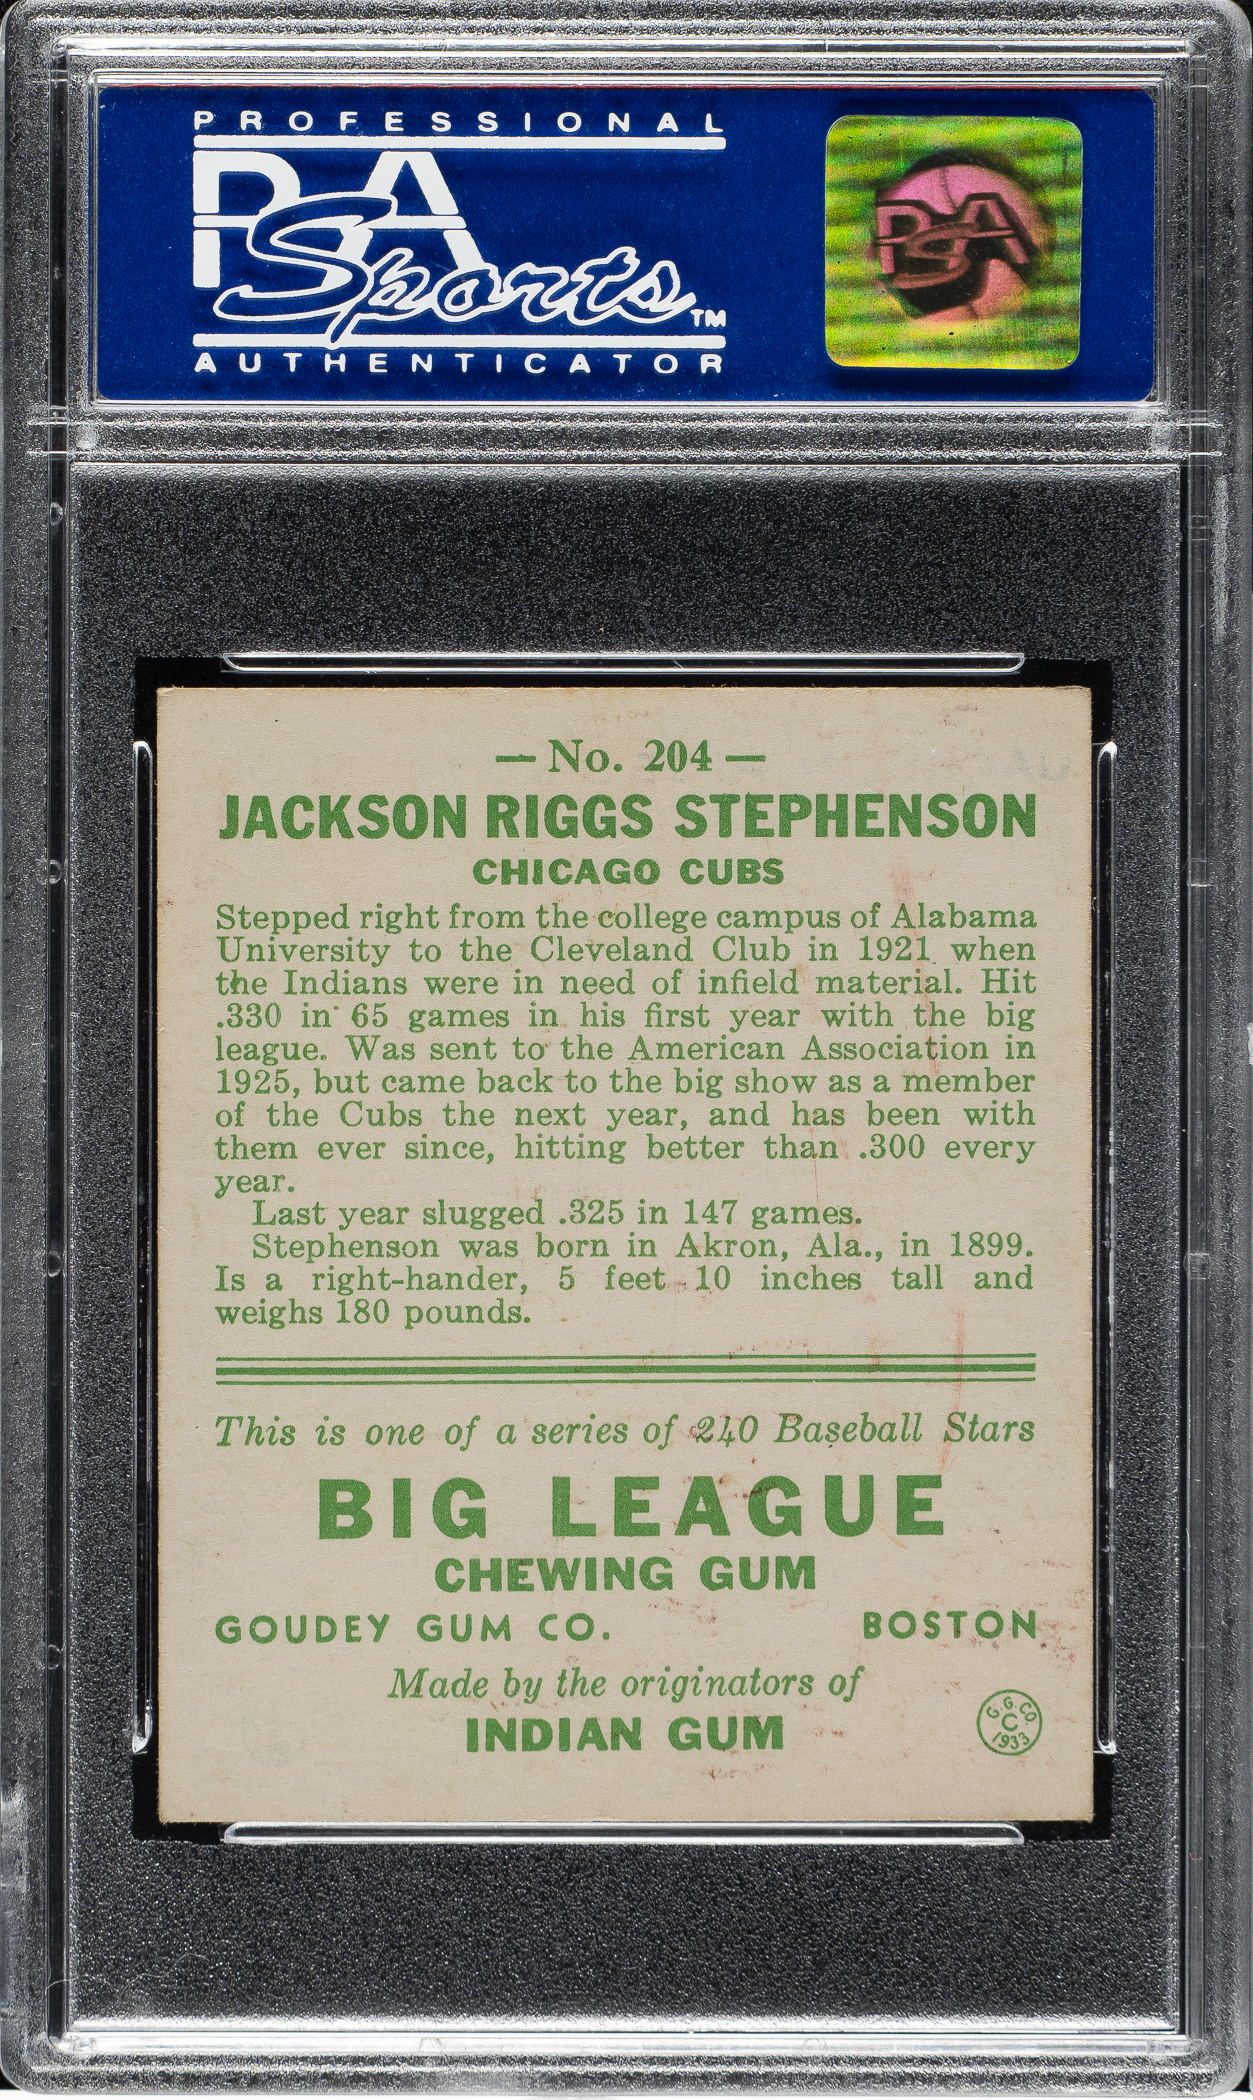 PROFESSIONAL
PSA
Sports™
AUTHENTICATOR
PSA
— No. 204 —
JACKSON RIGGS STEPHENSON
CHICAGO CUBS
Stepped right from the college campus of Alabama
University to the Cleveland Club in 1921 when
the Indians were in need of infield material. Hit
.330 in 65 games in his first year with the big
league. Was sent to the American Association in
1925, but came back to the big show as a member
of the Cubs the next year, and has been with
them ever since, hitting better than .300 every
year.
Last year slugged .325 in 147 games.
Stephenson was born in Akron, Ala., in 1899.
Is a right-hander, 5 feet 10 inches tall and
weighs 180 pounds.
This is one of a series of 240 Baseball Stars
BIG LEAGUE
CHEWING GUM
GOUDEY GUM CO. BOSTON
Made by the originators of
INDIAN GUM
G. G. CO.
C
1933